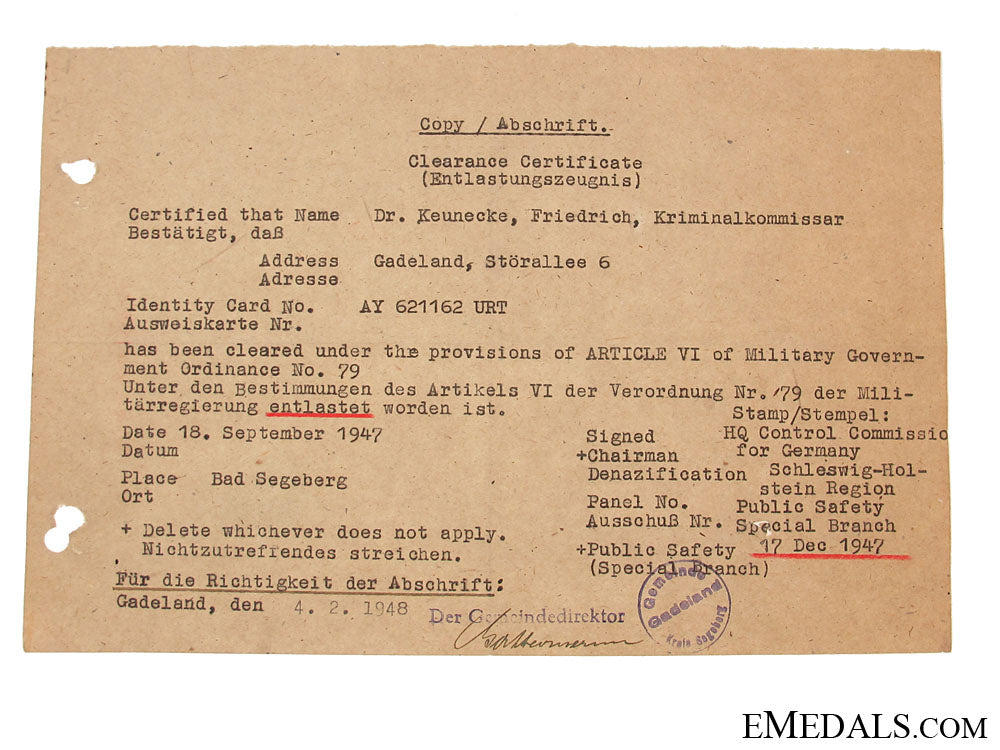 Copy / Abschrift.
Clearance Certificate
(Entlastungszeugnis)
Certified that Name Dr. Keunecke, Friedrich, Kriminalkommissar
Bestätigt, daß
Address Gadeland, Störallee 6
Adresse
Identity Card No. AY 621162 URT
Ausweiskarte Nr.
has been cleared under the provisions of ARTICLE VI of Military Govern-
ment Ordinance No. 79
Unter den Bestimmungen des Artikels VI der Verordnung Nr. 79 der Mili-
tärregierung entlastet worden ist.
Stamp/Stempel:
Date 18. September 1947
Datum
Signed HQ Control Commissio
+Chairman for Germany
Denazification Schleswig-Hol-
stein Region
Place Bad Segeberg
Ort
Panel No. Public Safety
Ausschuß Nr. Special Branch
+ Delete whichever does not apply.
Nichtzutreffendes streichen.
+Public Safety 17 Dec 1947
(Special Branch)
Für die Richtigkeit der Abschrift:
Gadeland, den 4. 2. 1948
Der Gemeindedirektor
Gemeinde
Gadeland
Kreis Segeberg
EMEDALS.COM